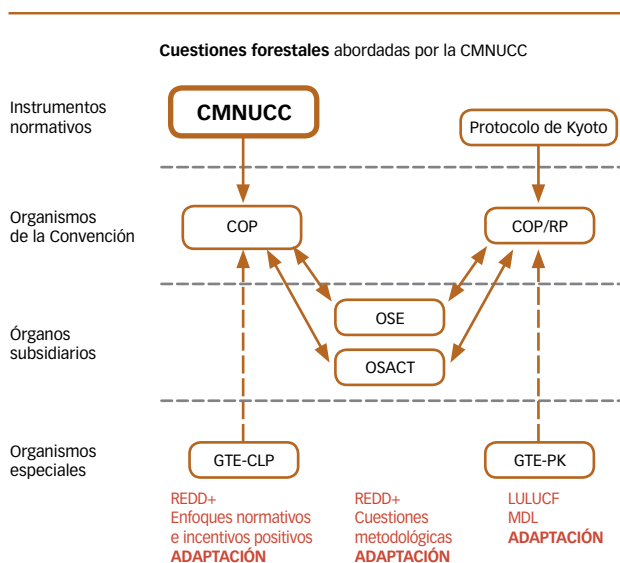 Cuestiones forestales abordadas por la CMNUCC
Instrumentos
normativos
CMNUCC
Protocolo de Kyoto
Organismos
de la Convención
COP
COP/RP
Órganos
subsidiarios
OSE
OSACT
Organismos
especiales
GTE-CLP
GTE-PK
REDD+
Enfoques normativos
e incentivos positivos
ADAPTACIÓN
REDD+
Cuestiones
metodológicas
ADAPTACIÓN
LULUCF
MDL
ADAPTACIÓN